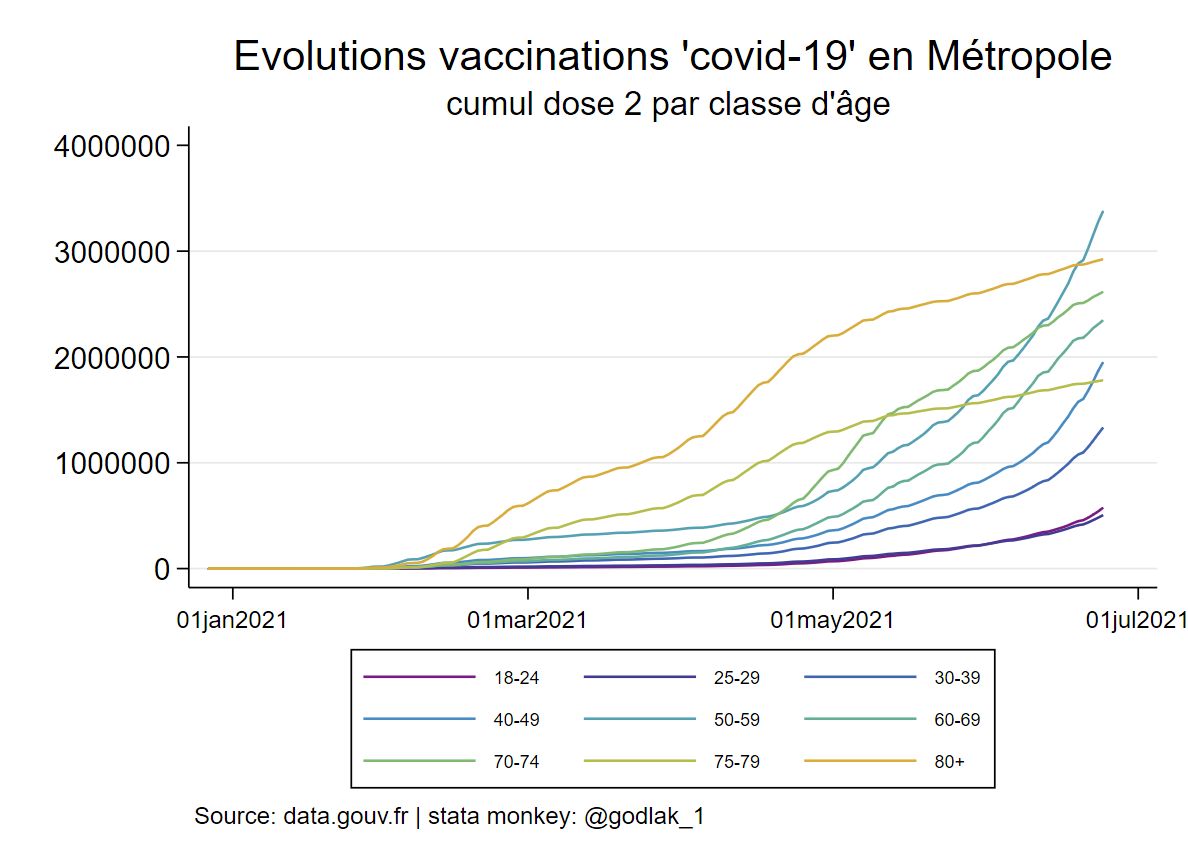 Evolutions vaccinations 'covid-19' en Métropole
cumul dose 2 par classe d'âge
4000000
3000000
2000000
1000000
0
01jan2021 01mar2021 01may2021 01jul2021
18-24 25-29 30-39
40-49 50-59 60-69
70-74 75-79 80+
Source: data.gouv.fr | stata monkey: @godlak_1